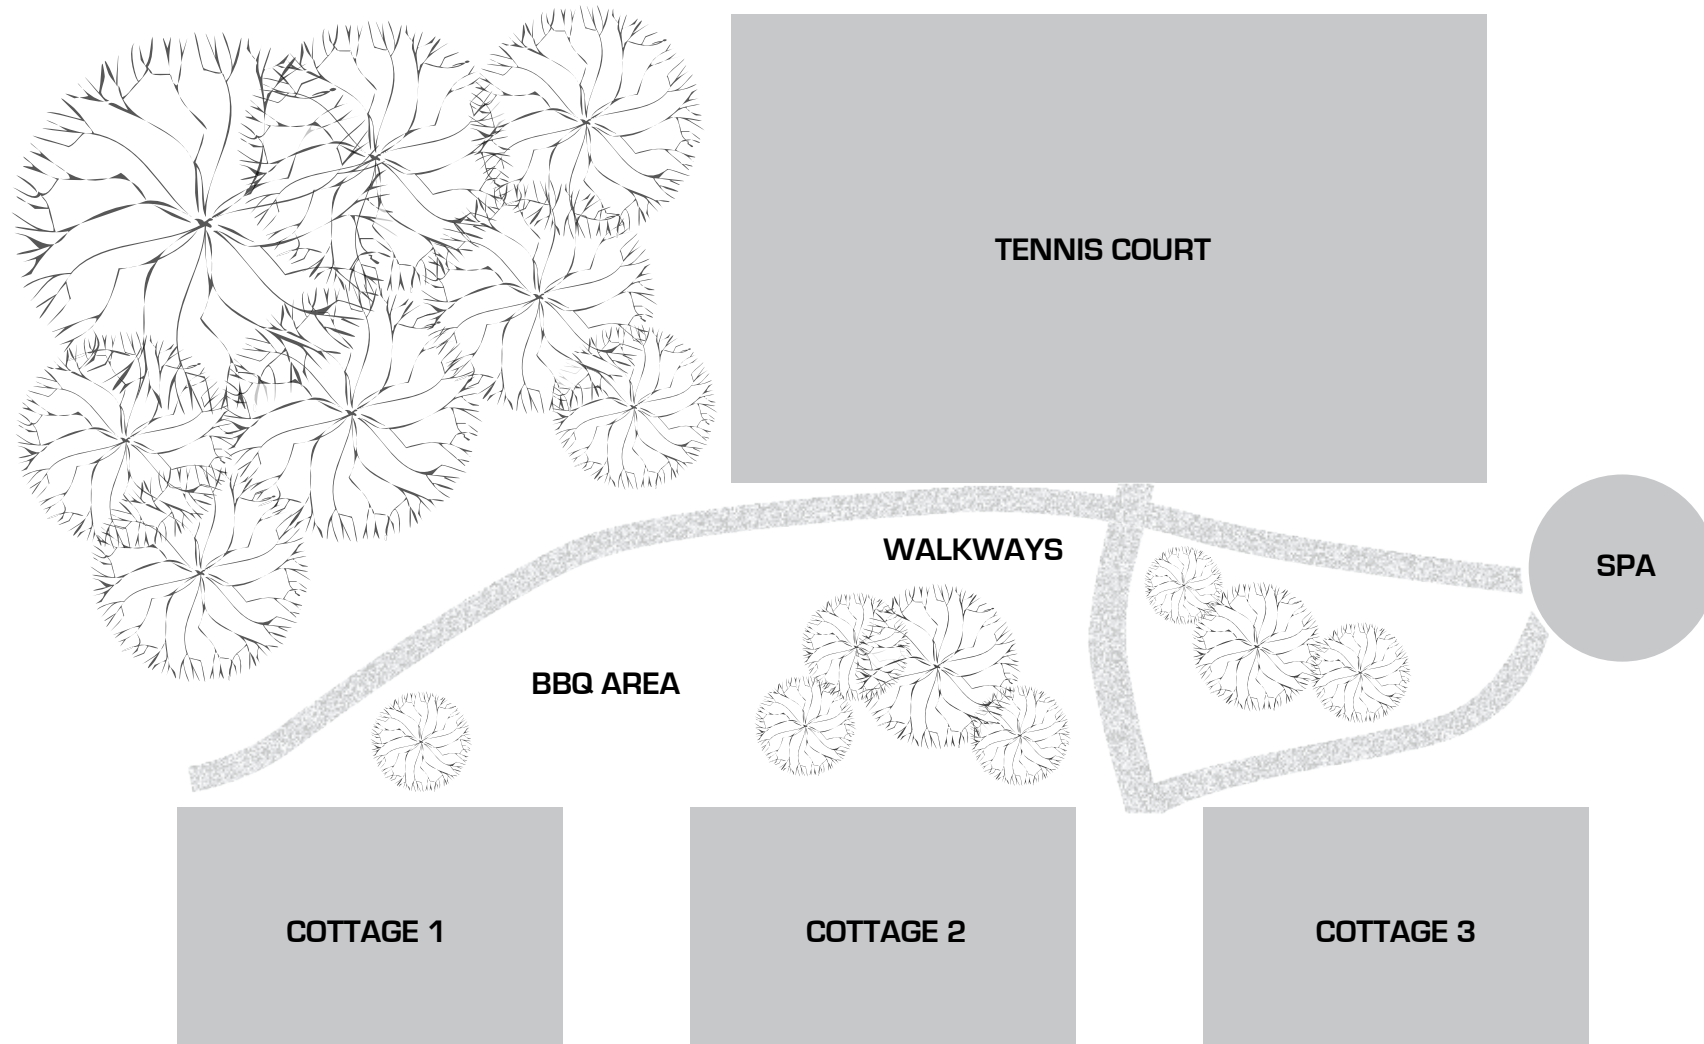 TENNIS COURT
WALKWAYS
SPA
BBQ AREA
COTTAGE 1
COTTAGE 2
COTTAGE 3